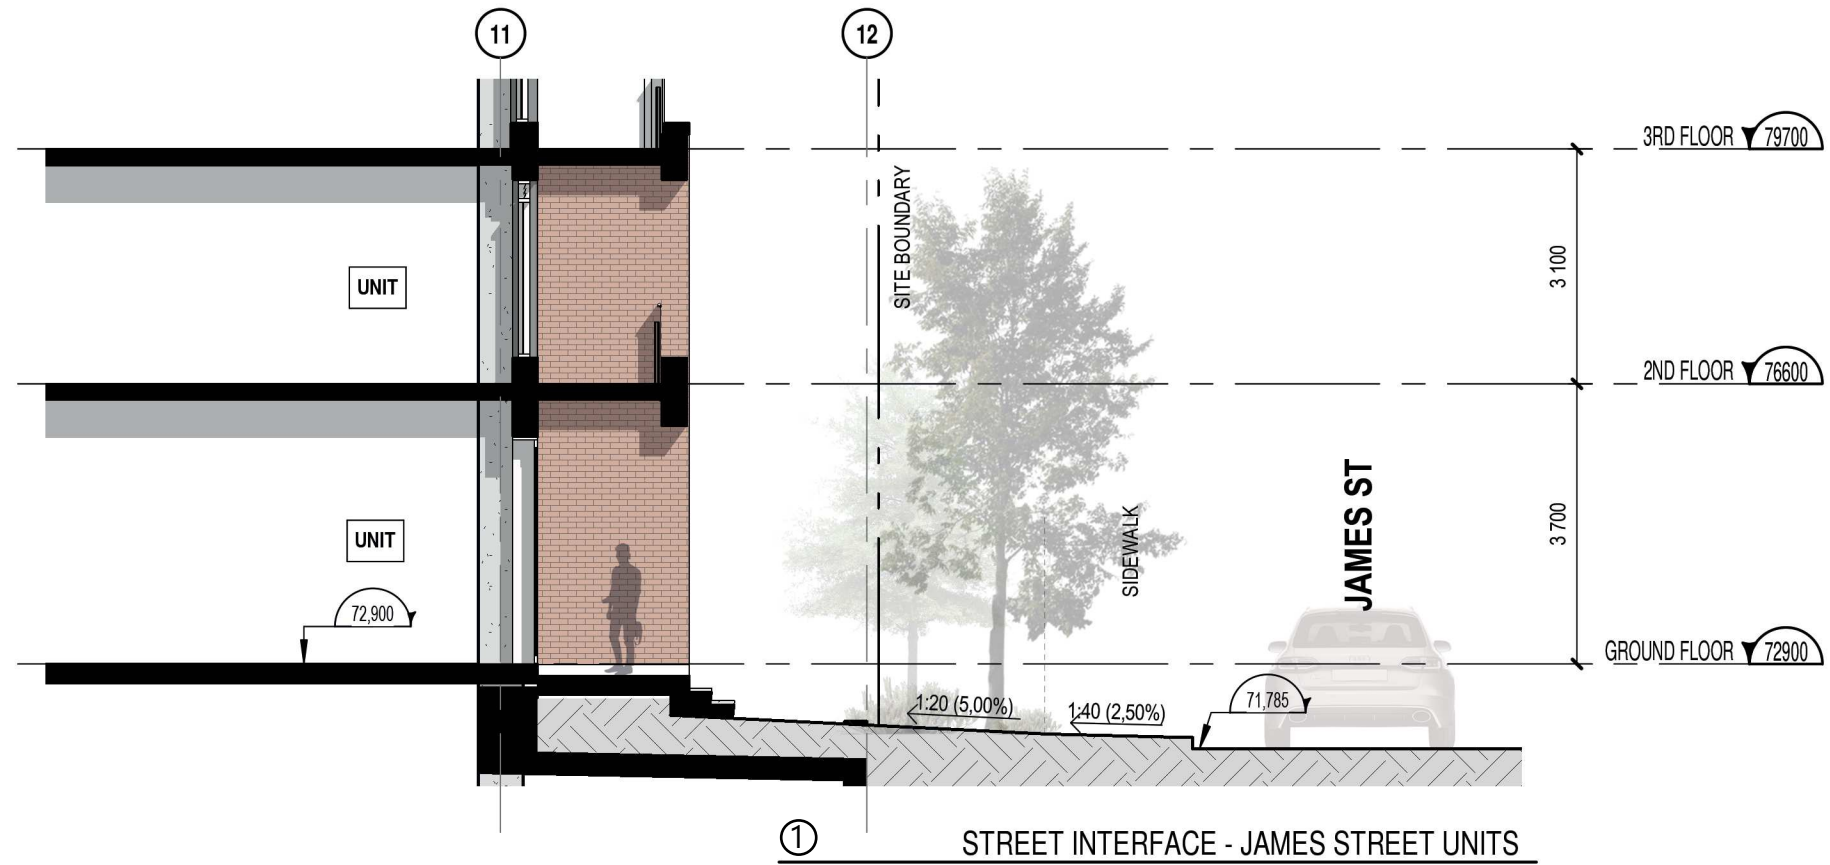 11
12
3RD FLOOR 79700
SITE BOUNDARY
3 100
UNIT
2ND FLOOR 76600
JAMES ST
3 700
SIDEWALK
UNIT
72,900
GROUND FLOOR 72900
1:20 (5,00%)
1:40 (2,50%)
71,785
1 STREET INTERFACE - JAMES STREET UNITS